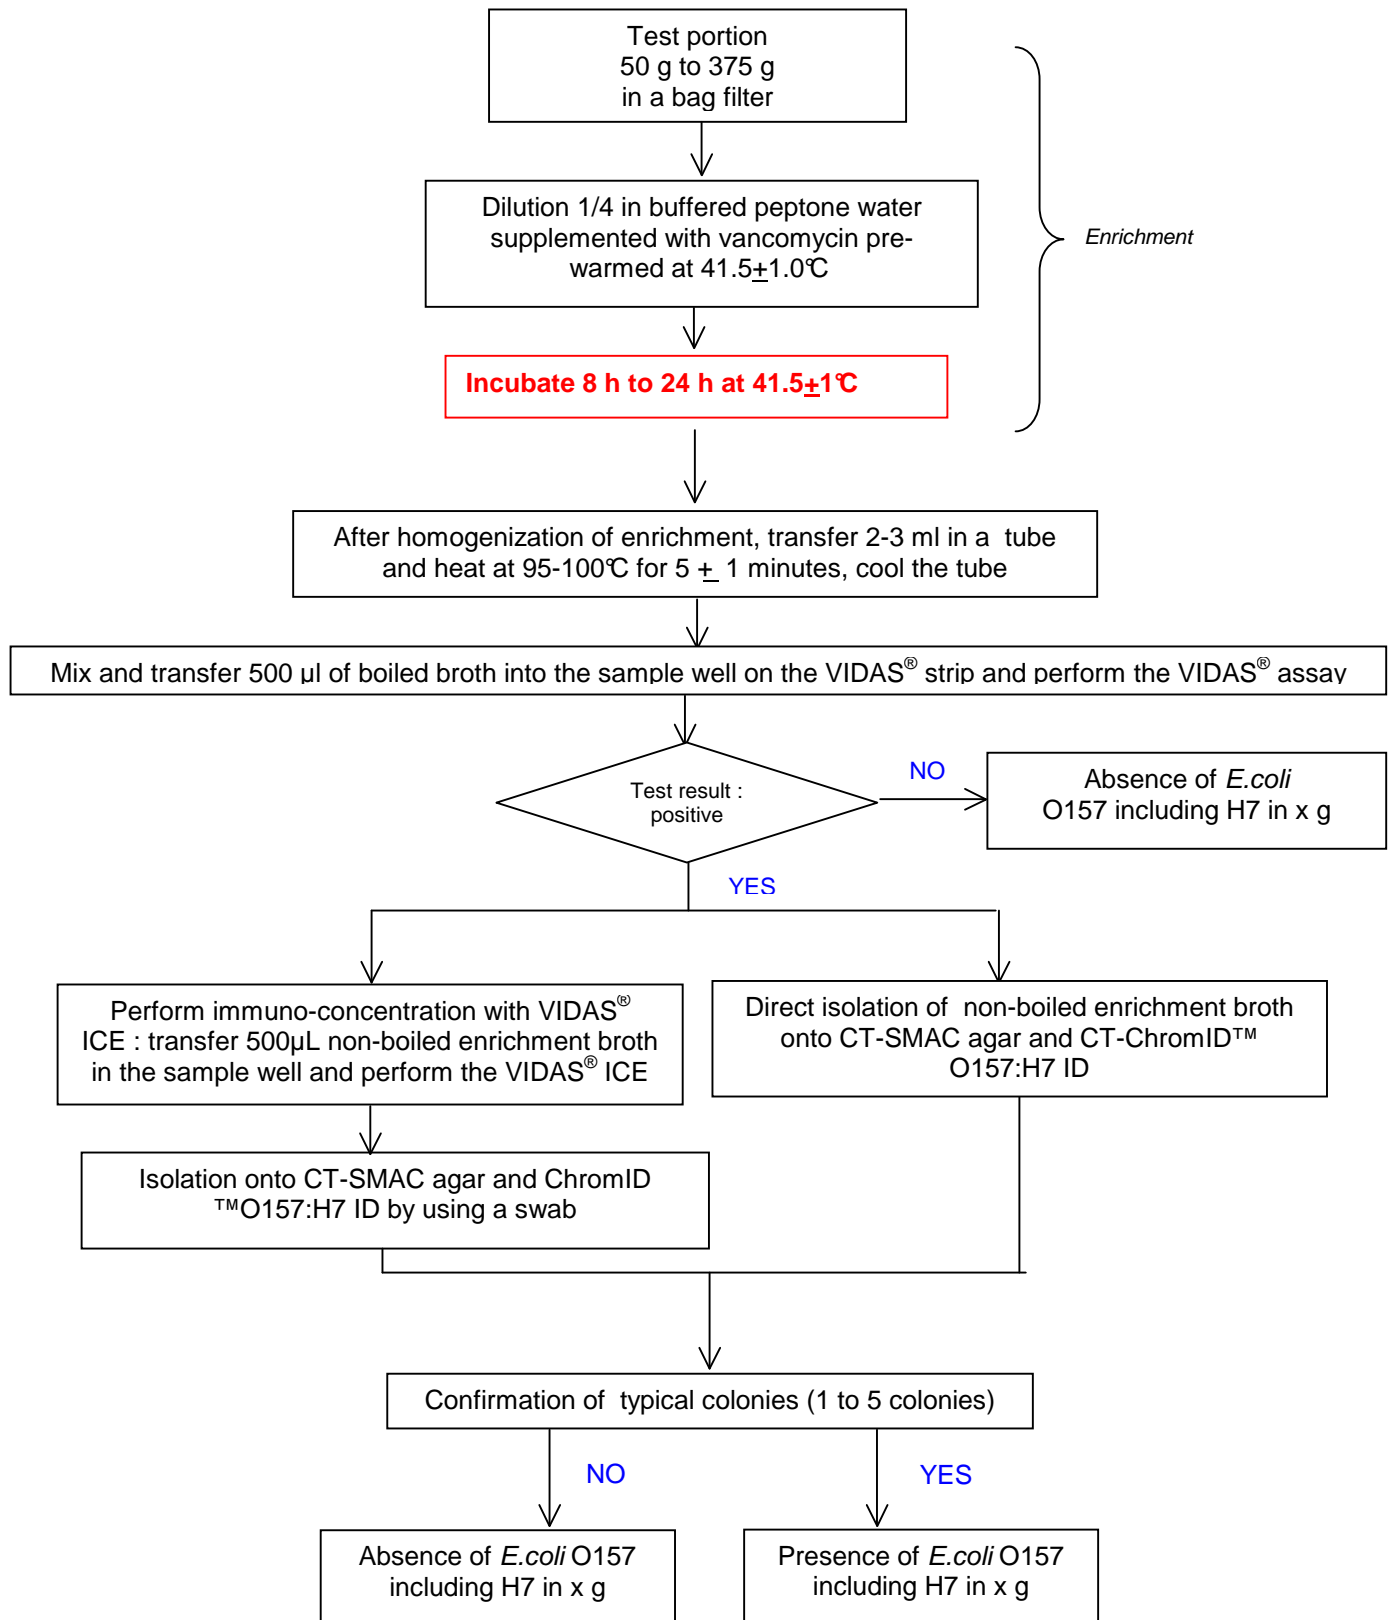 Test portion
50 g to 375 g
in a bag filter
Dilution 1/4 in buffered peptone water
supplemented with vancomycin pre-
warmed at 41.5±1.0°C
Enrichment
Incubate 8 h to 24 h at 41.5±1°C
After homogenization of enrichment, transfer 2-3 ml in a tube
and heat at 95-100°C for 5 ± 1 minutes, cool the tube
Mix and transfer 500 µl of boiled broth into the sample well on the VIDAS® strip and perform the VIDAS® assay
Test result :
positive
NO
Absence of E.coli
O157 including H7 in x g
YES
Perform immuno-concentration with VIDAS®
ICE : transfer 500µL non-boiled enrichment broth
in the sample well and perform the VIDAS® ICE
Direct isolation of non-boiled enrichment broth
onto CT-SMAC agar and CT-ChromID™
O157:H7 ID
Isolation onto CT-SMAC agar and ChromID
™O157:H7 ID by using a swab
Confirmation of typical colonies (1 to 5 colonies)
NO
YES
Absence of E.coli O157
including H7 in x g
Presence of E.coli O157
including H7 in x g